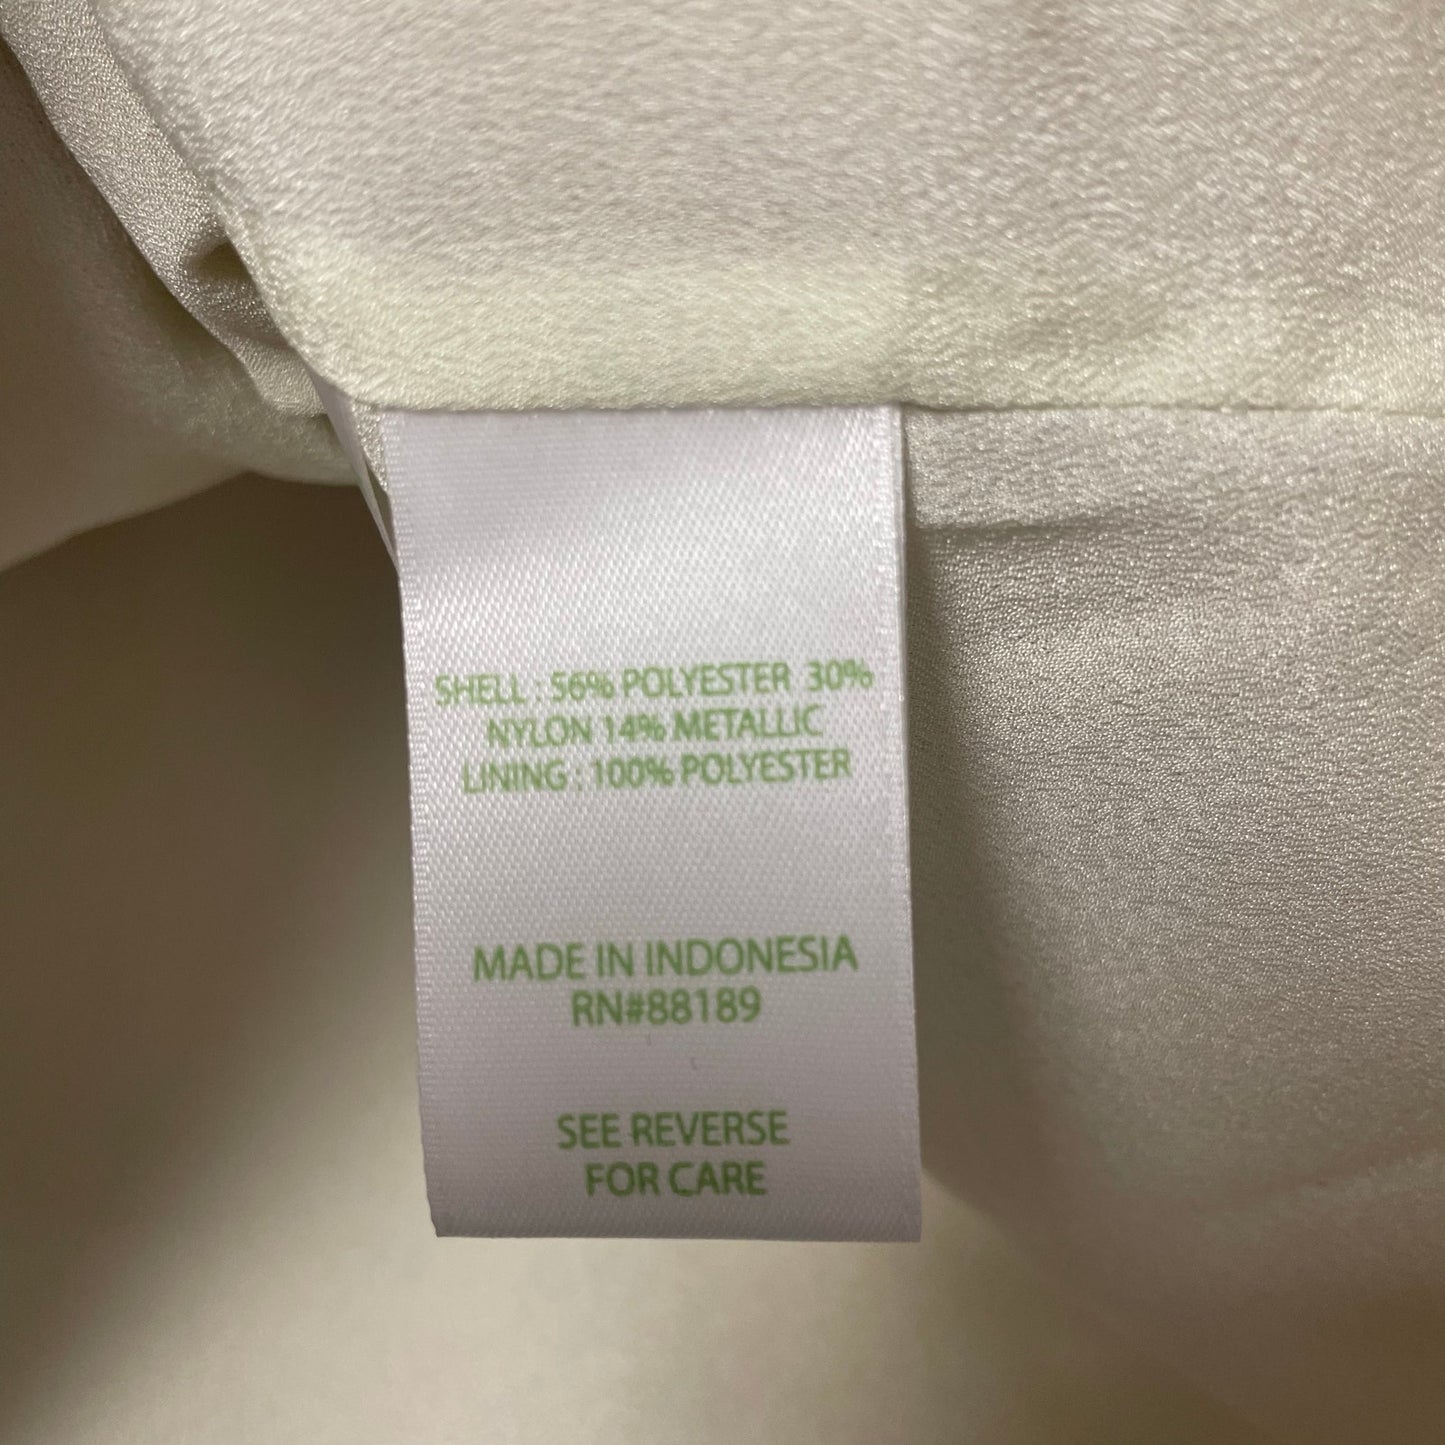 SHELL : 56% POLYESTER 30%
NYLON 14% METALLIC
LINING : 100% POLYESTER
MADE IN INDONESIA
RN#88189
SEE REVERSE
FOR CARE